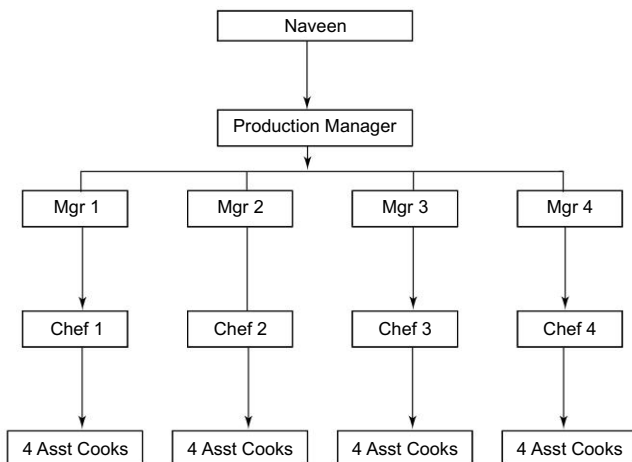 Naveen
Production Manager
Mgr 1
Mgr 2
Mgr 3
Mgr 4
Chef 1
Chef 2
Chef 3
Chef 4
4 Asst Cooks
4 Asst Cooks
4 Asst Cooks
4 Asst Cooks